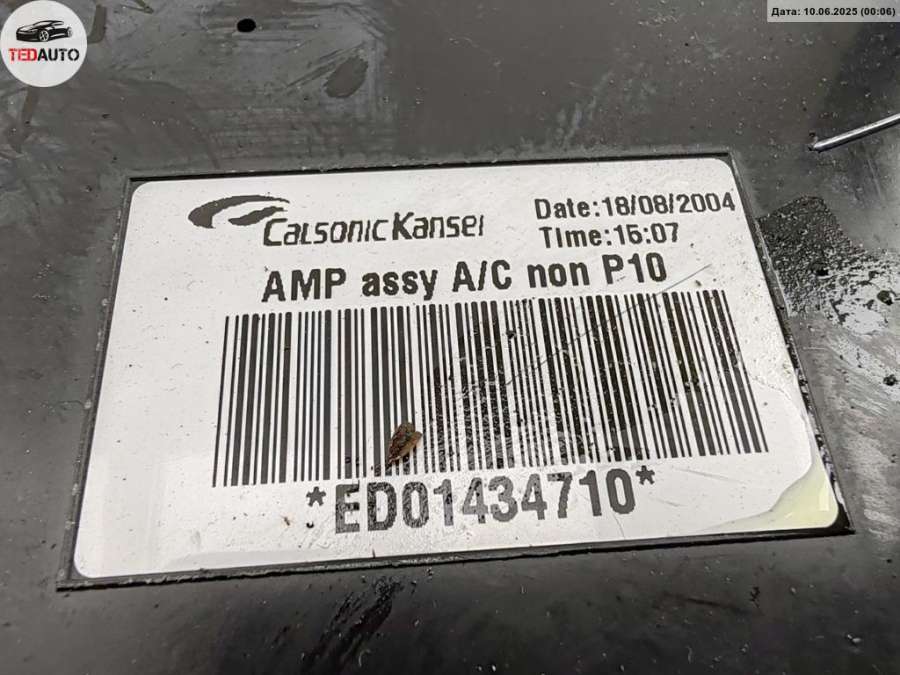 TEDAUTO
Дата: 10.06.2025 (00:06)
CalsonicKansei
Date:18/08/2004
Time:15:07
AMP assy A/C non P10
*ED01434710*